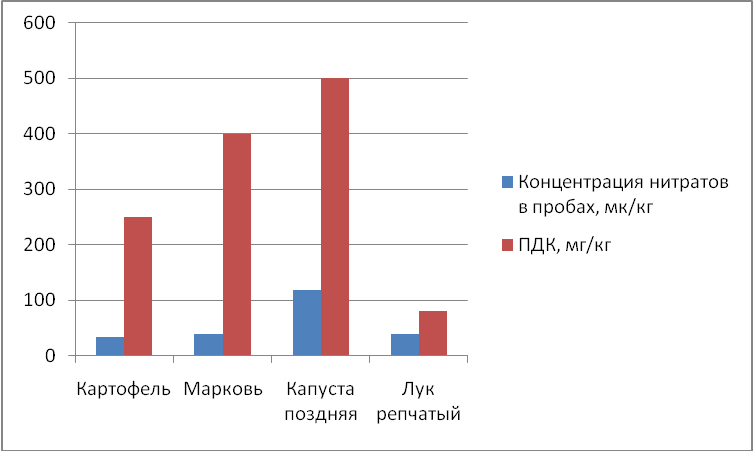 600
500
400
300
200
100
0
Картофель
Марковь
Капуста
поздняя
Лук
репчатый
Концентрация нитратов
в пробах, мк/кг
ПДК, мг/кг